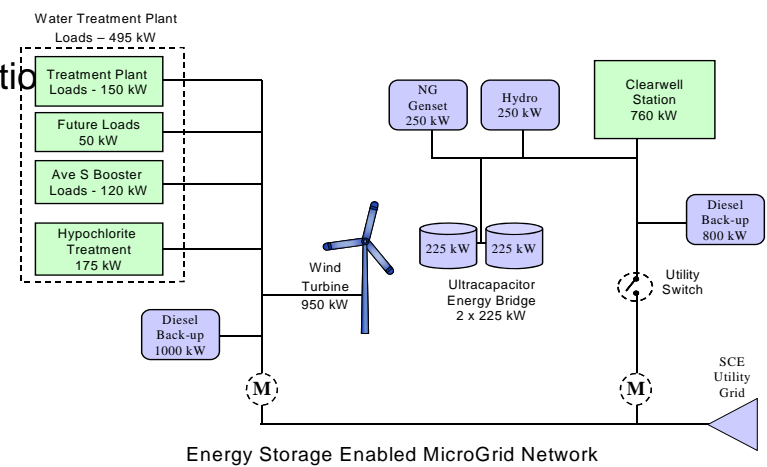 Water Treatment Plant
Loads – 495 kW
tio
Treatment Plant
Loads - 150 kW
Future Loads
50 kW
Ave S Booster
Loads - 120 kW
Hypochlorite
Treatment
175 kW
Diesel
Back-up
1000 kW
Wind
Turbine
950 kW
M
NG
Genset
250 kW
Hydro
250 kW
225 kW
225 kW
Ultracapacitor
Energy Bridge
2 x 225 kW
Clearwell
Station
760 kW
Diesel
Back-up
800 kW
Utility
Switch
M
SCE
Utility
Grid
Energy Storage Enabled MicroGrid Network